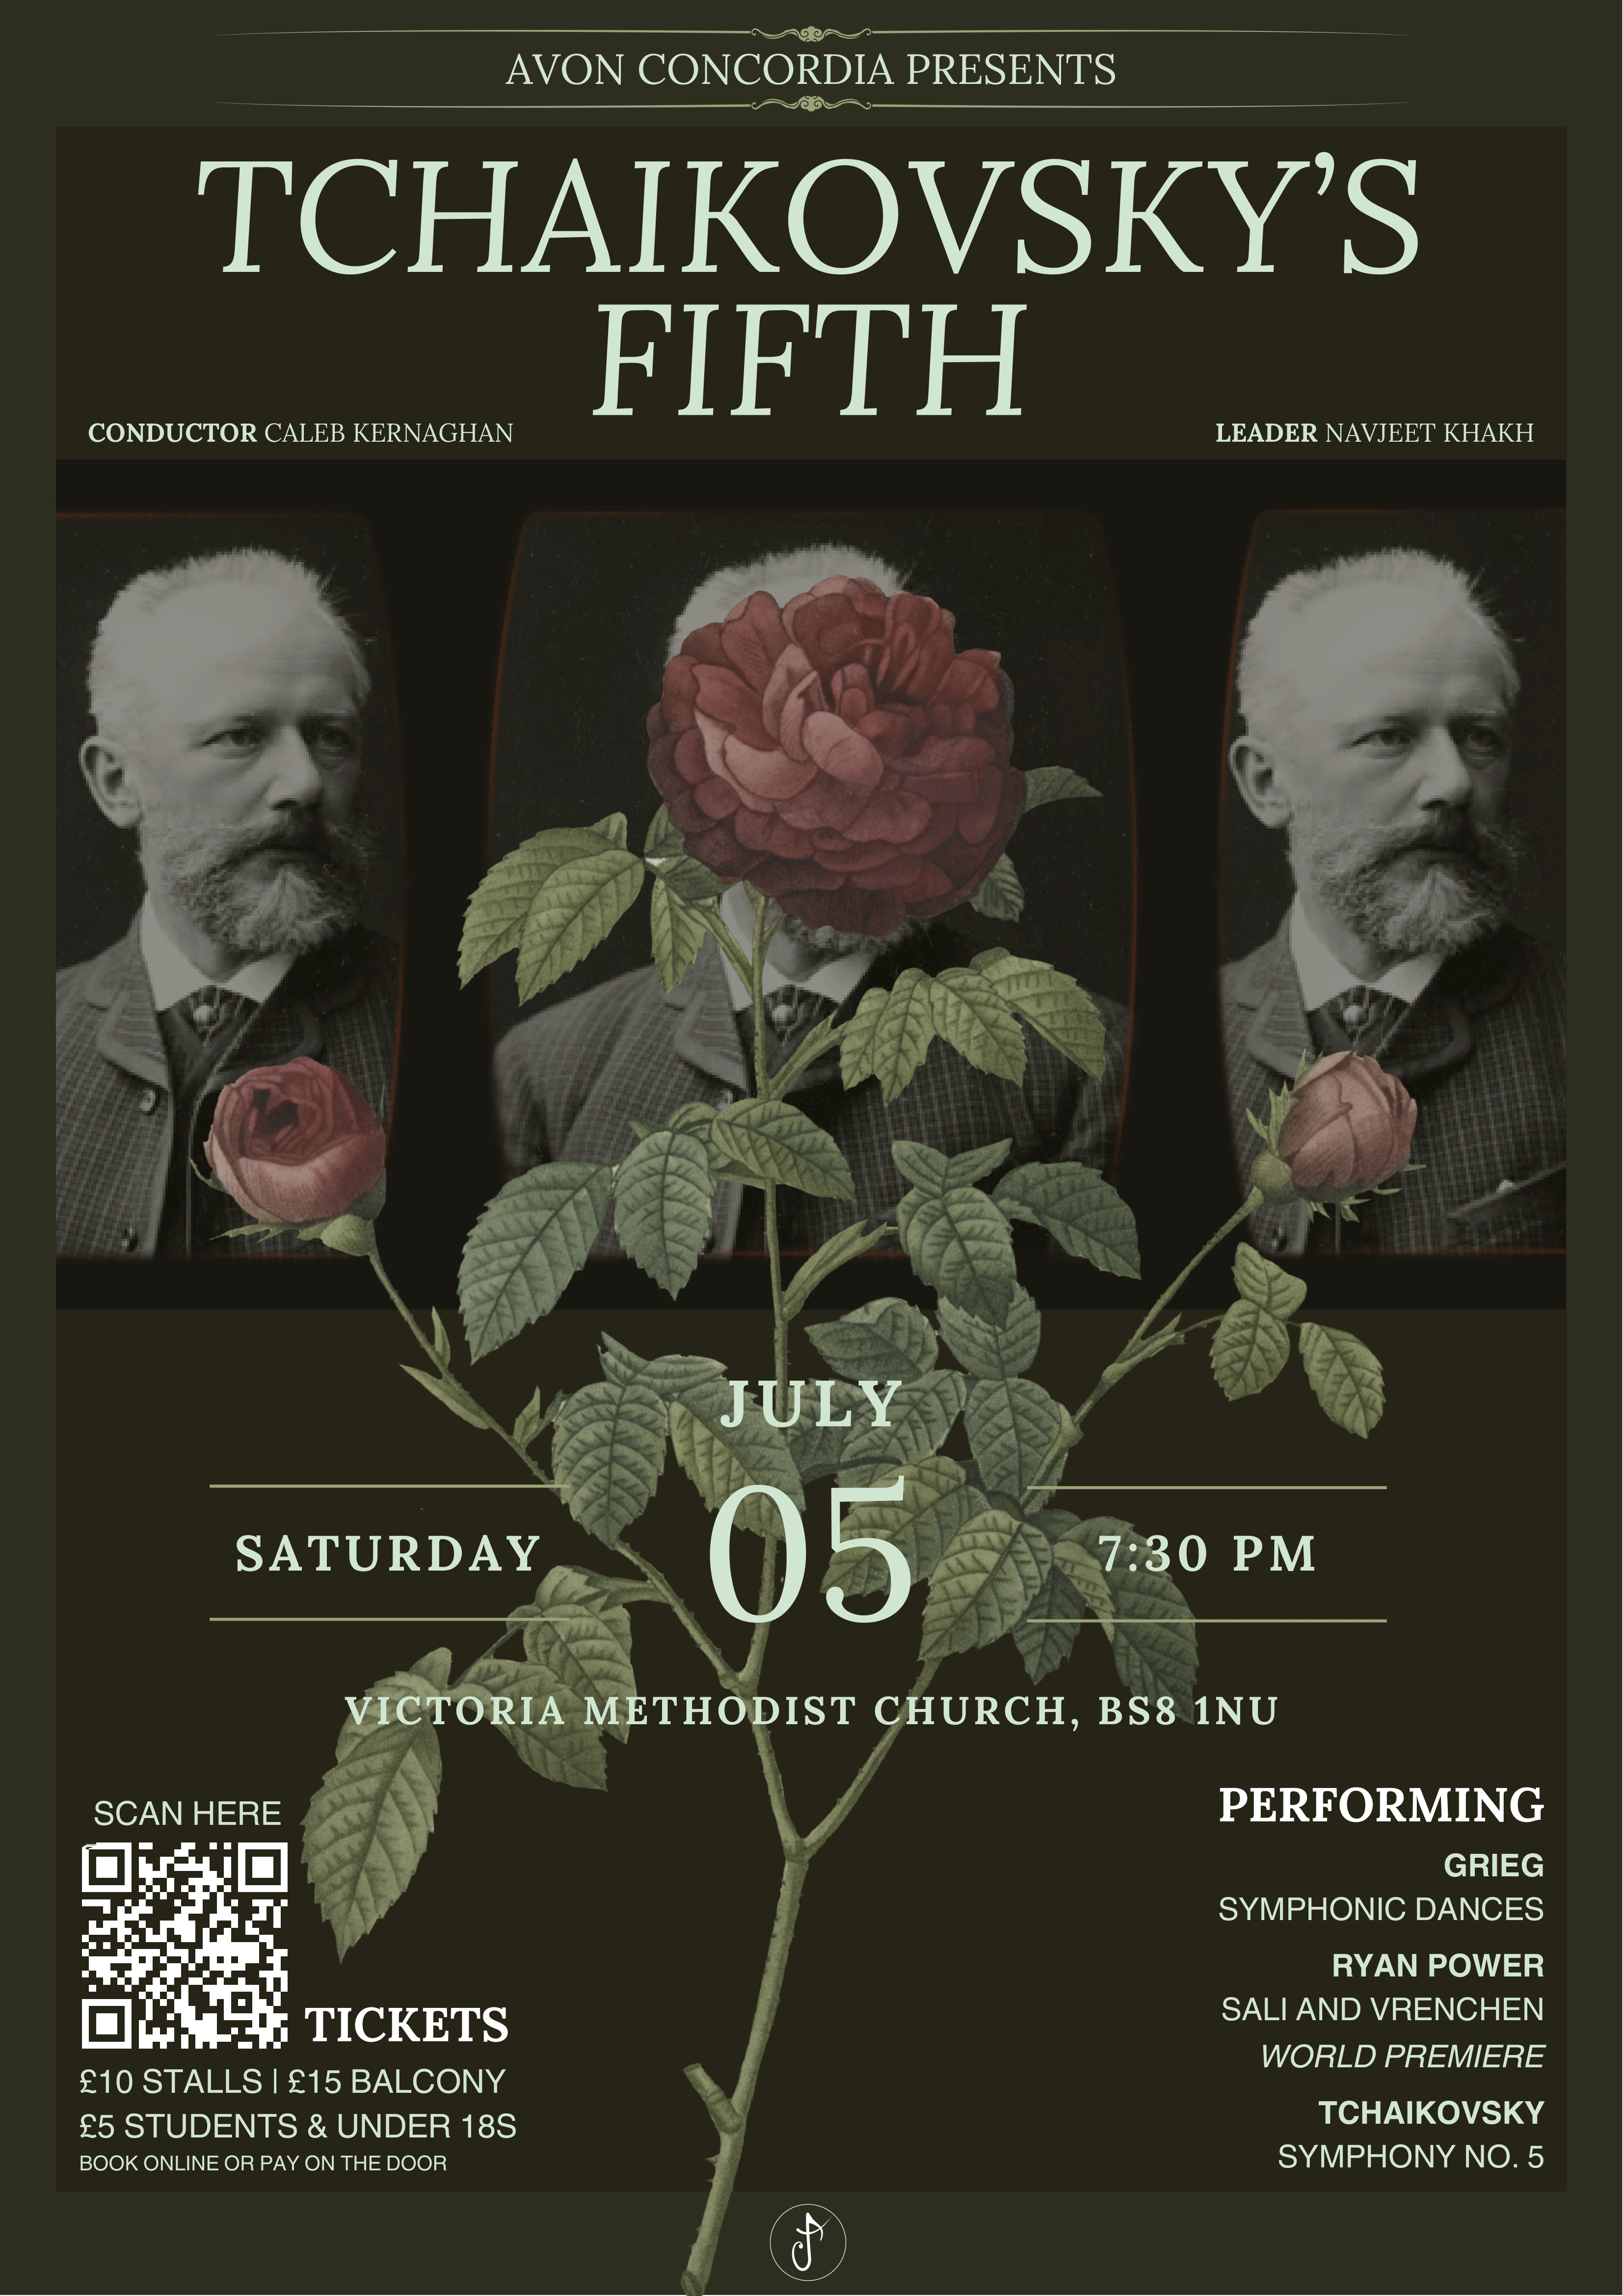 AVON CONCORDIA PRESENTS
TCHAIKOVSKY’S
FIFTH
CONDUCTOR CALEB KERNAGHAN
LEADER NAVJEET KHAKH
JULY
SATURDAY
05
7:30 PM
VICTORIA METHODIST CHURCH, BS8 1NU
SCAN HERE
TICKETS
£10 STALLS | £15 BALCONY
£5 STUDENTS & UNDER 18S
BOOK ONLINE OR PAY ON THE DOOR
PERFORMING
GRIEG
SYMPHONIC DANCES
RYAN POWER
SALI AND VRENCHEN
WORLD PREMIERE
TCHAIKOVSKY
SYMPHONY NO. 5